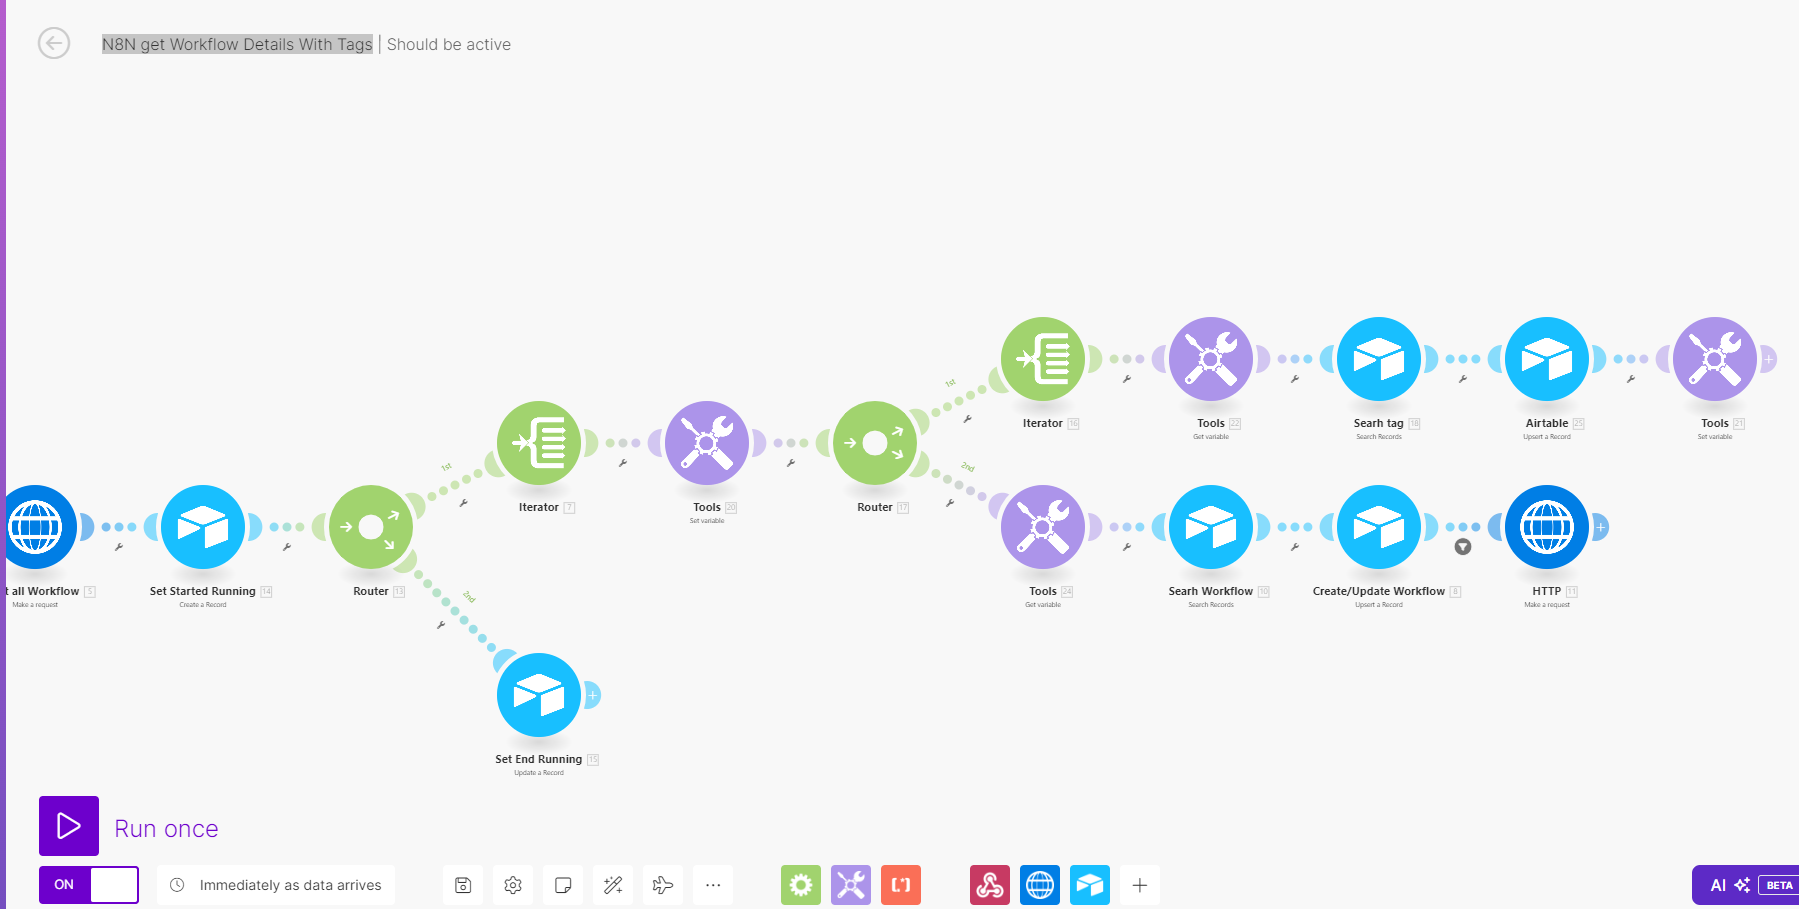 N8N get Workflow Details With Tags | Should be active
1st
Iterator 16
Tools 22
Get variable
Searh tag 18
Search Records
Airtable 25
Upsert a Record
Tools 21
Set variable
1st
Iterator 7
Tools 20
Set variable
Router 17
2nd
t all Workflow 5
Make a request
Set Started Running 14
Create a Record
Router 13
2nd
Tools 24
Get variable
Searh Workflow 10
Search Records
Create/Update Workflow 8
Upsert a Record
HTTP 11
Make a request
Set End Running 15
Update a Record
Run once
ON
Immediately as data arrives
AI BETA